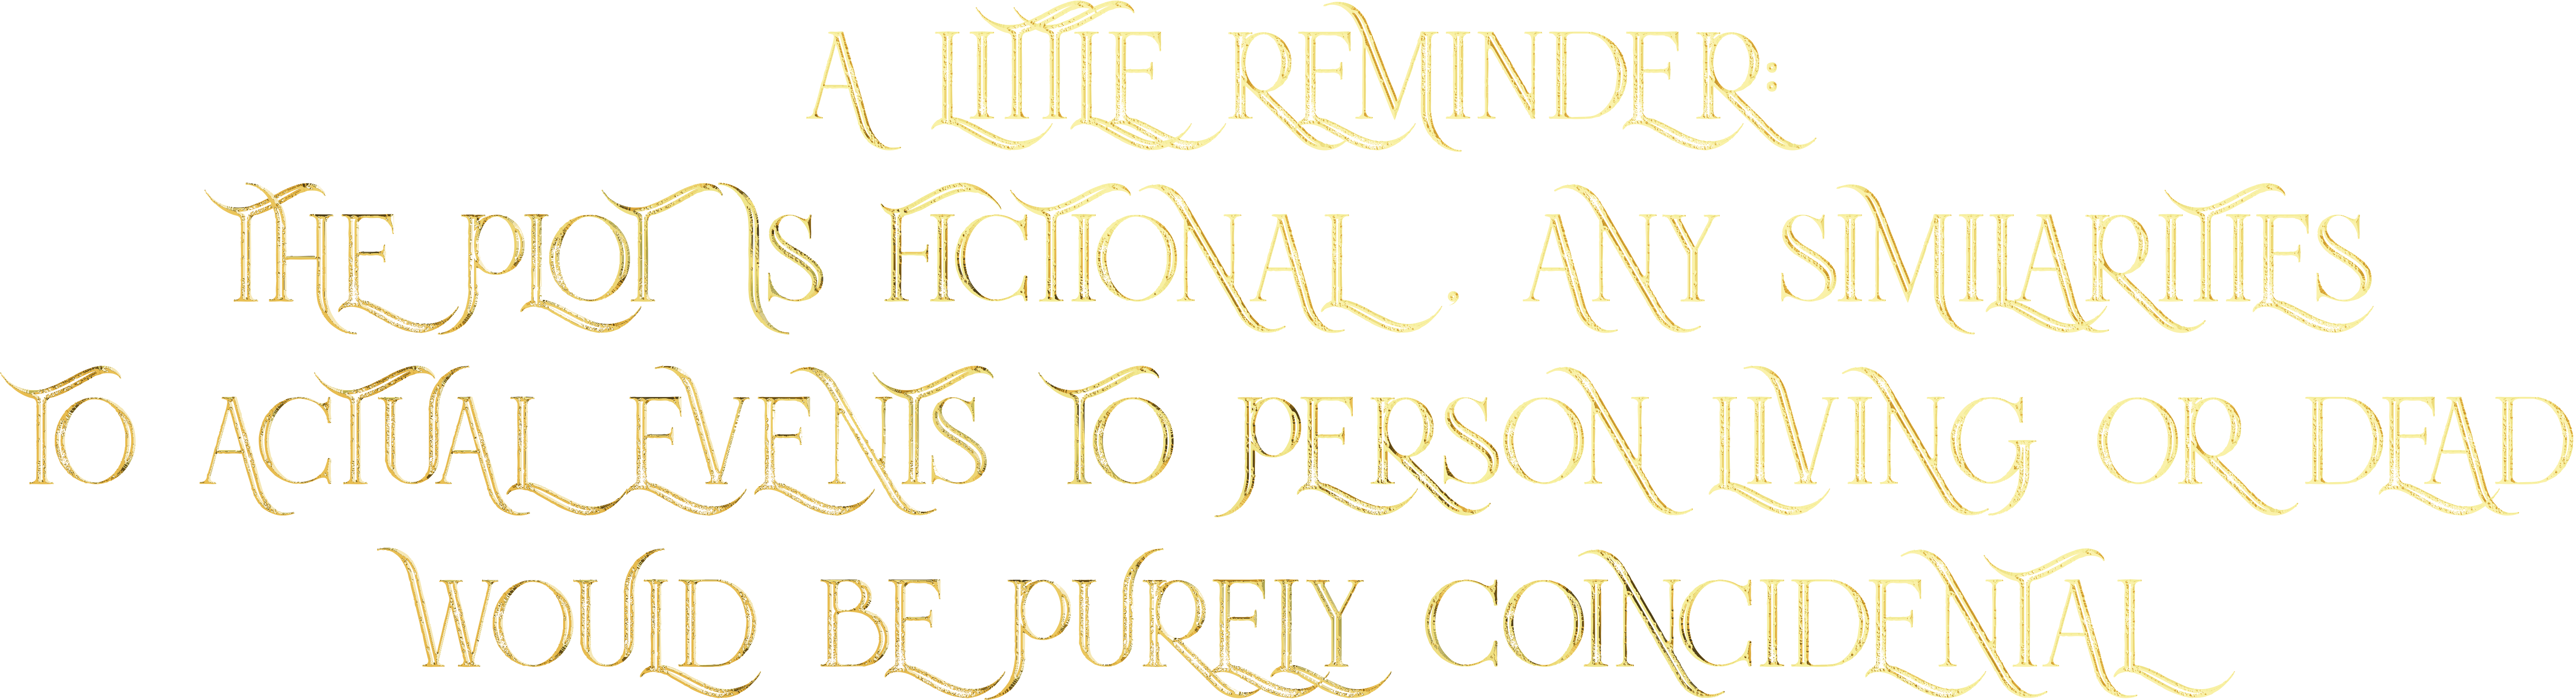 A LITTLE REMINDER:
THE PLOT IS FICTIONAL . ANY SIMILARITIES
TO ACTUAL EVENTS TO PERSON LIVING OR DEAD
WOULD BE PURELY COINCIDENTAL